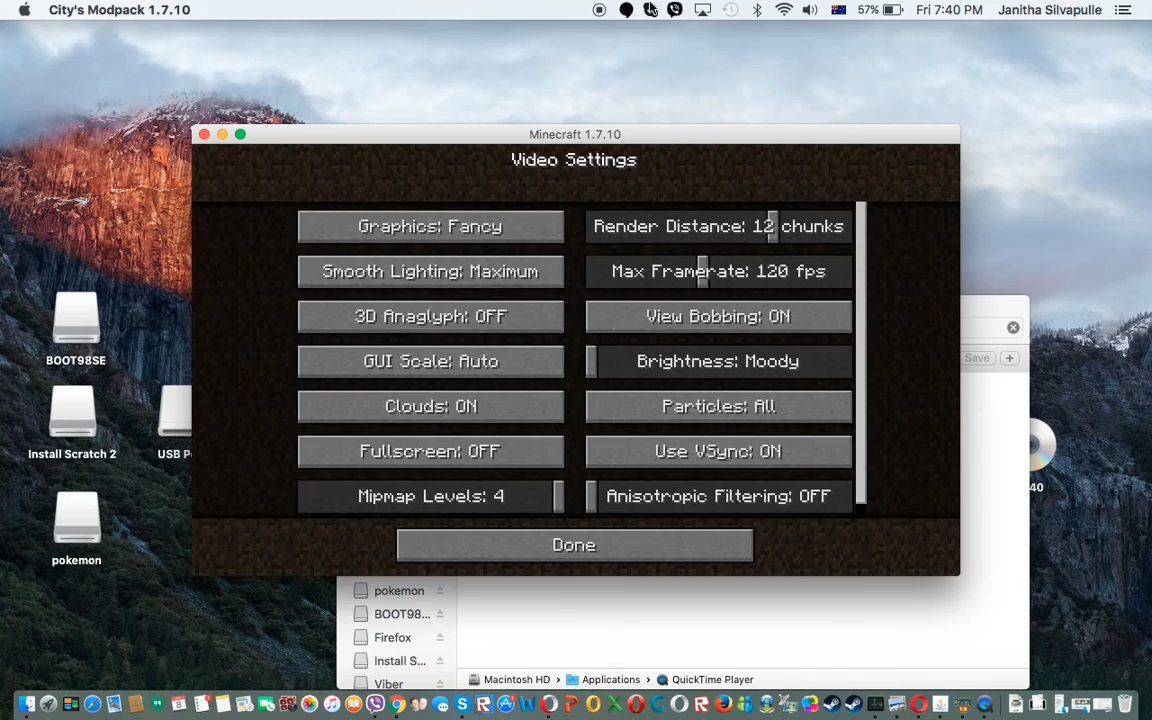 City's Modpack 1.7.10
57%
Fri 7:40 PM
Janitha Silvapulle
Minecraft 1.7.10
Video Settings
Graphics: Fancy
Render Distance: 12 chunks
Smooth Lighting: Maximum
Max Framerate: 120 fps
3D Anaglyph: OFF
View Bobbing: ON
GUI Scale: Auto
Brightness: Moody
Clouds: ON
Particles: All
Fullscreen: OFF
Use VSync: ON
Mipmap Levels: 4
Anisotropic Filtering: OFF
Done
BOOT98SE
Install Scratch 2
USB P
pokemon
Save
40
pokemon
BOOT98...
Firefox
Install S...
Viber
Macintosh HD
Applications
QuickTime Player